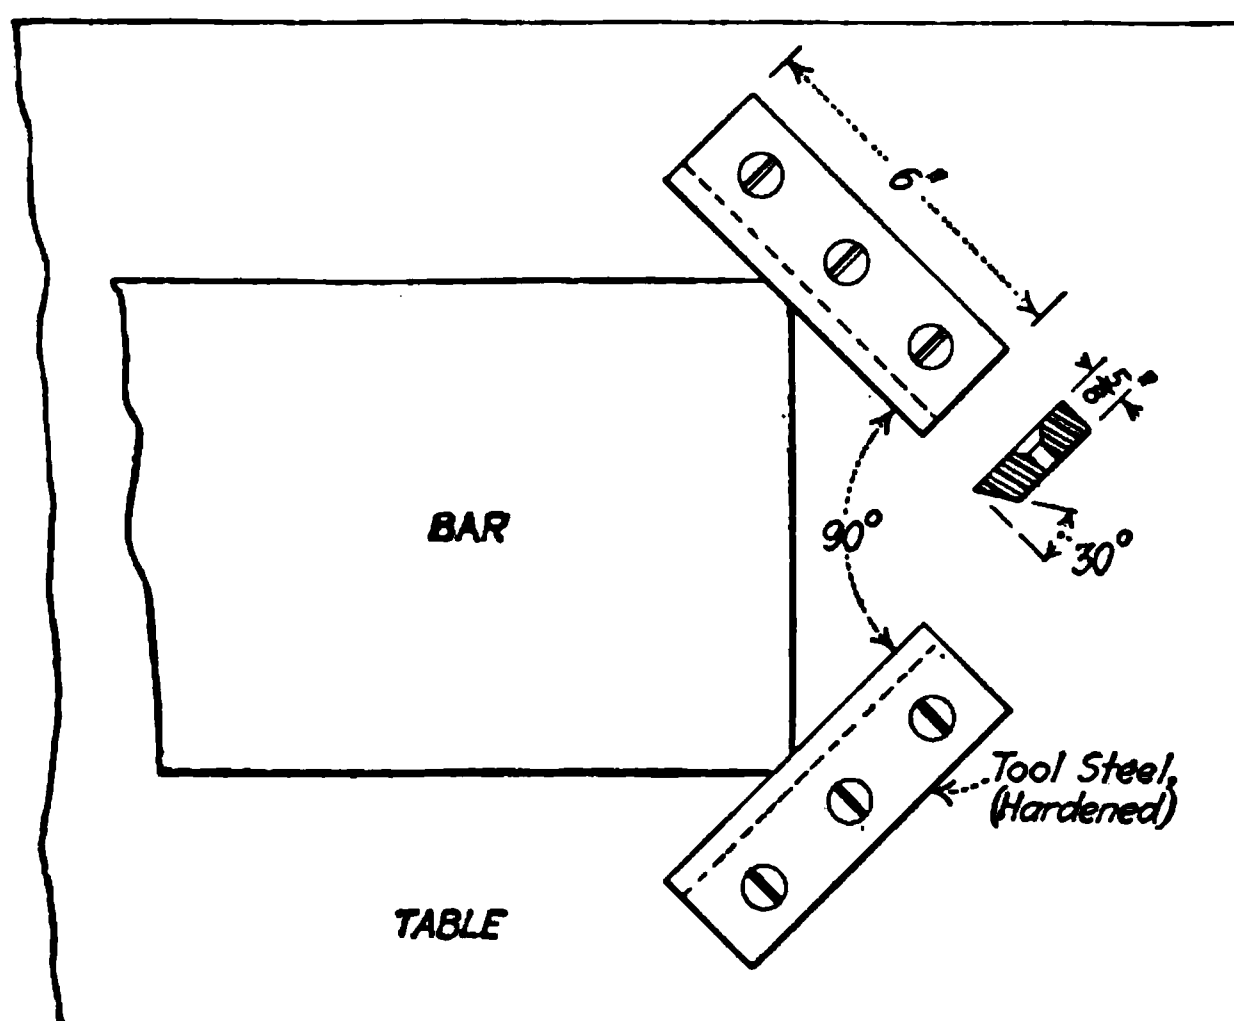 6"
5/8"
30°
90°
BAR
Tool Steel,
(Hardened)
TABLE